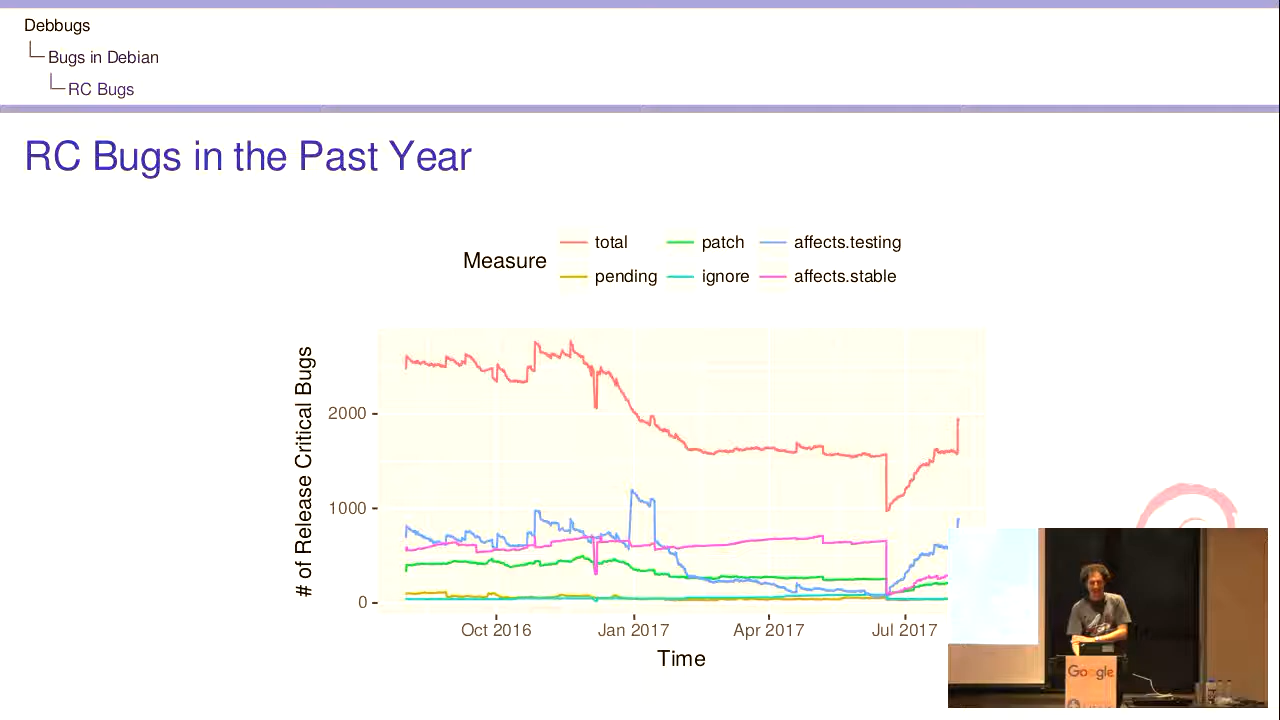 Debbugs
Bugs in Debian
RC Bugs
RC Bugs in the Past Year
Measure
total
patch
affects.testing
pending
ignore
affects.stable
# of Release Critical Bugs
2000
1000
0
Oct 2016
Jan 2017
Apr 2017
Jul 2017
Time
Google